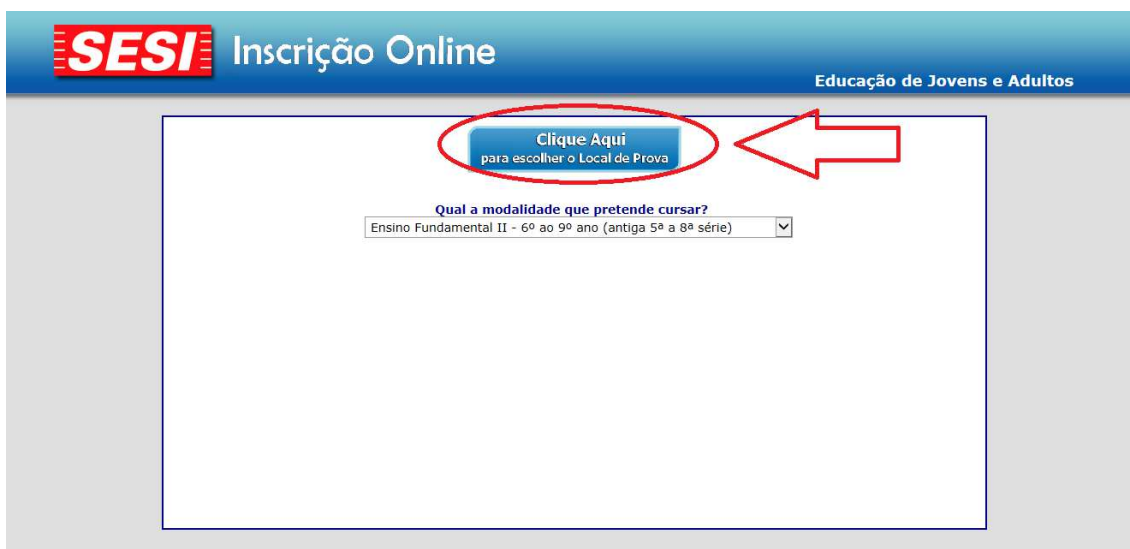 SESI Inscrição Online
Educação de Jovens e Adultos
Clique Aqui
para escolher o Local de Prova
Qual a modalidade que pretende cursar?
Ensino Fundamental II - 6º ao 9º ano (antiga 5ª a 8ª série)